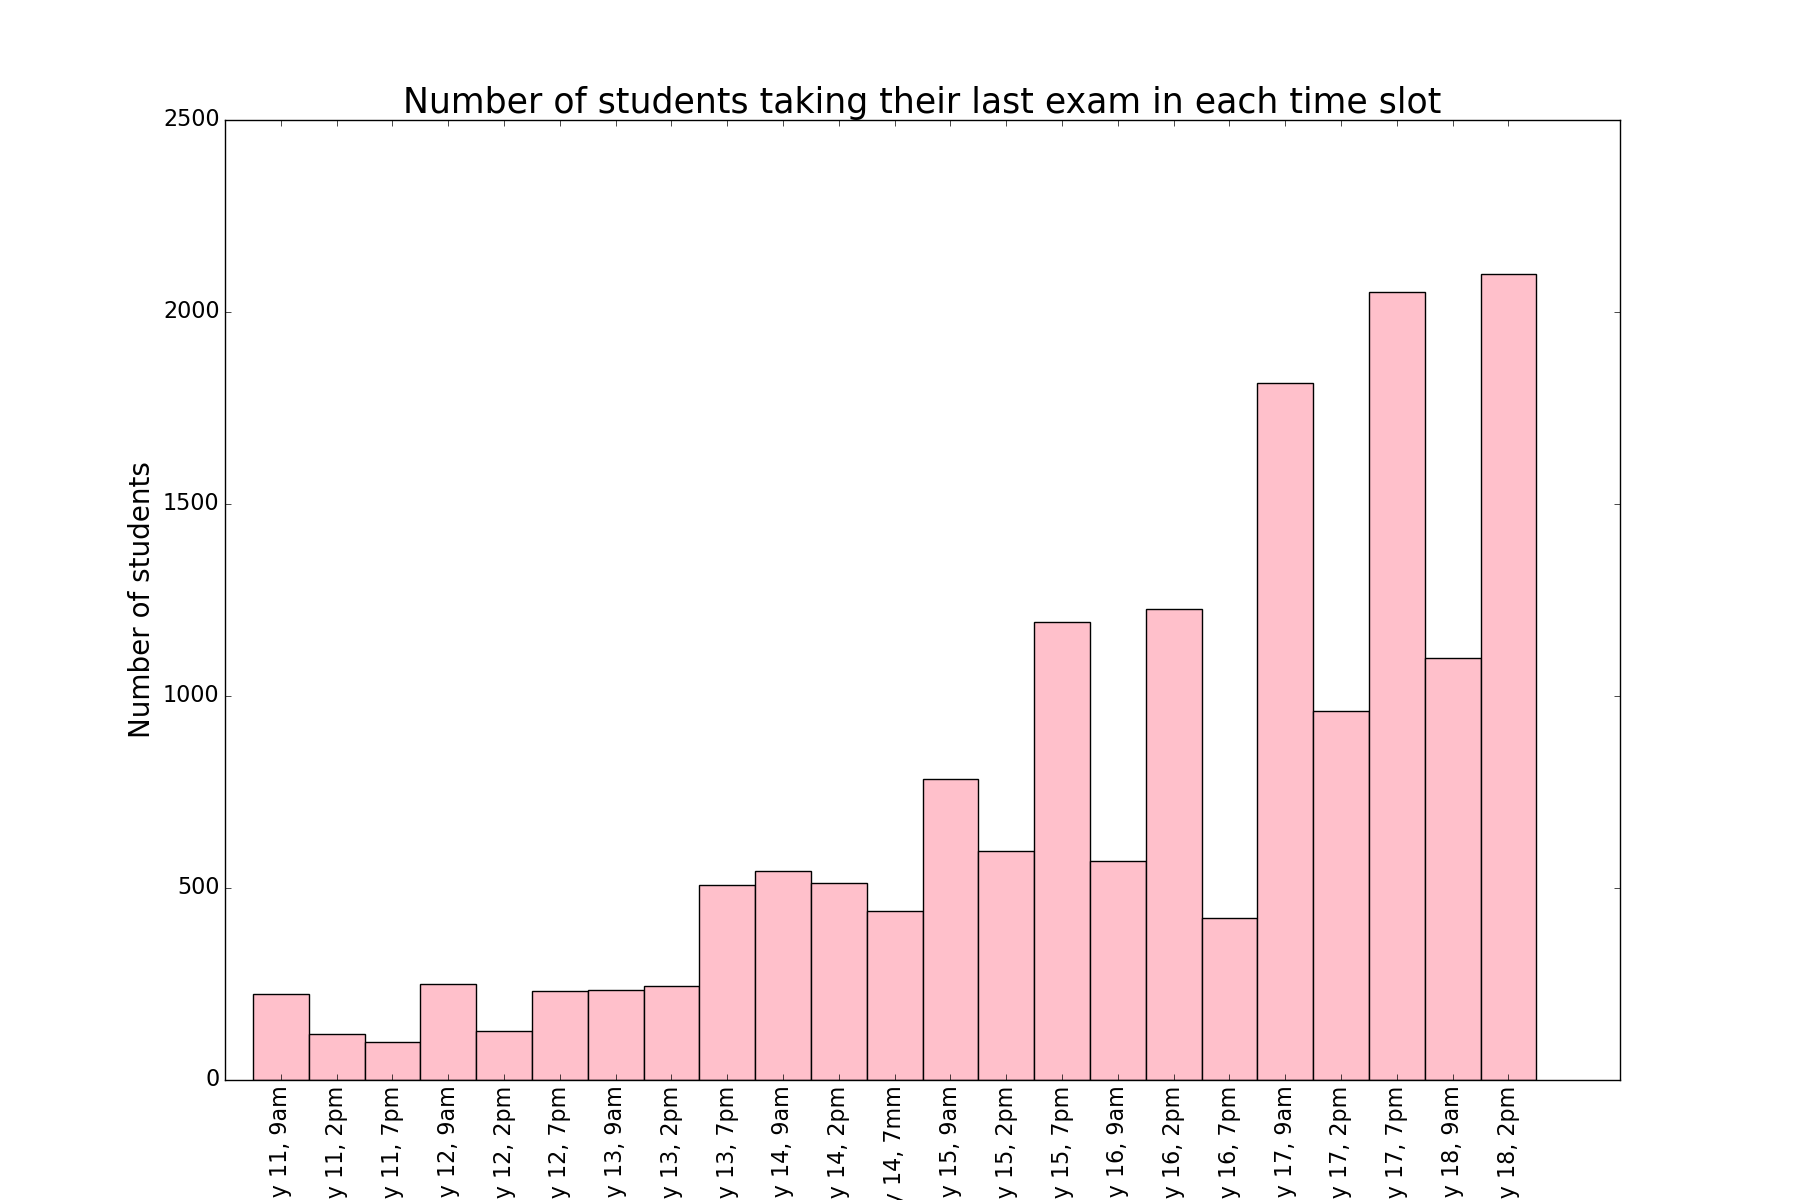 Number of students taking their last exam in each time slot
Number of students
2500
2000
1500
1000
500
0
y 11, 9am
y 11, 2pm
y 11, 7pm
y 12, 9am
y 12, 2pm
y 12, 7pm
y 13, 9am
y 13, 2pm
y 13, 7pm
y 14, 9am
y 14, 2pm
y 14, 7mm
y 15, 9am
y 15, 2pm
y 15, 7pm
y 16, 9am
y 16, 2pm
y 16, 7pm
y 17, 9am
y 17, 2pm
y 17, 7pm
y 18, 9am
y 18, 2pm